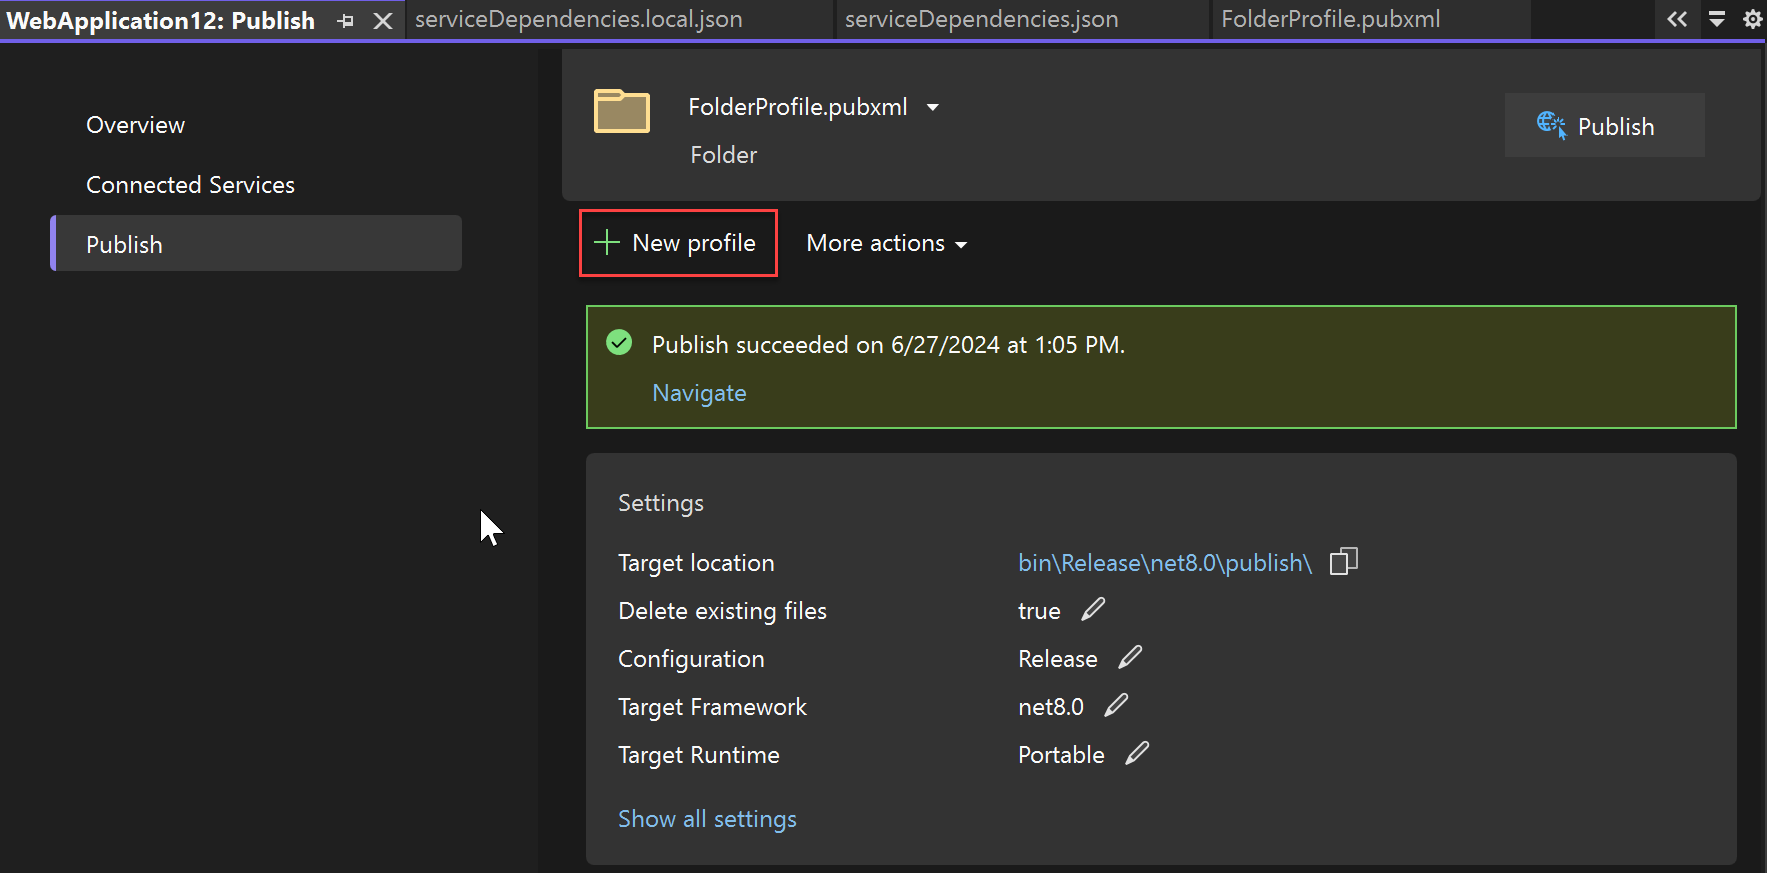 WebApplication12: Publish
serviceDependencies.local.json
serviceDependencies.json
FolderProfile.pubxml
Overview
Connected Services
Publish
FolderProfile.pubxml
Folder
Publish
New profile
More actions
Publish succeeded on 6/27/2024 at 1:05 PM.
Navigate
Settings
Target location bin\Release\net8.0\publish\
Delete existing files true
Configuration Release
Target Framework net8.0
Target Runtime Portable
Show all settings